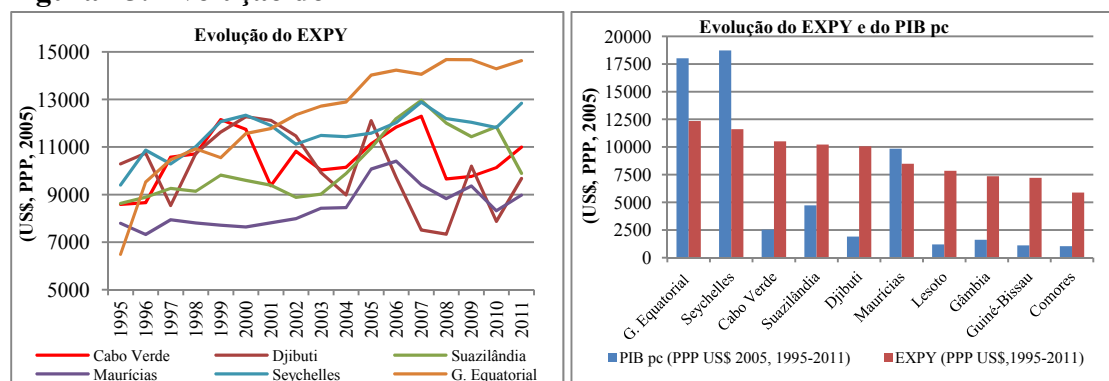 Evolução do EXPY
(US$, PPP, 2005)
15000
13000
11000
9000
7000
5000
1995 1996 1997 1998 1999 2000 2001 2002 2003 2004 2005 2006 2007 2008 2009 2010 2011
Cabo Verde Djibuti Suazilândia
Maurícias Seychelles G. Equatorial
Evolução do EXPY e do PIB pc
(US$, PPP, 2005)
20000
17500
15000
12500
10000
7500
5000
2500
0
G. Equatorial Seychelles Cabo Verde Suazilândia Djibuti Maurícias Lesoto Gâmbia Guiné-Bissau Comores
PIB pc (PPP US$ 2005, 1995-2011) EXPY (PPP US$,1995-2011)